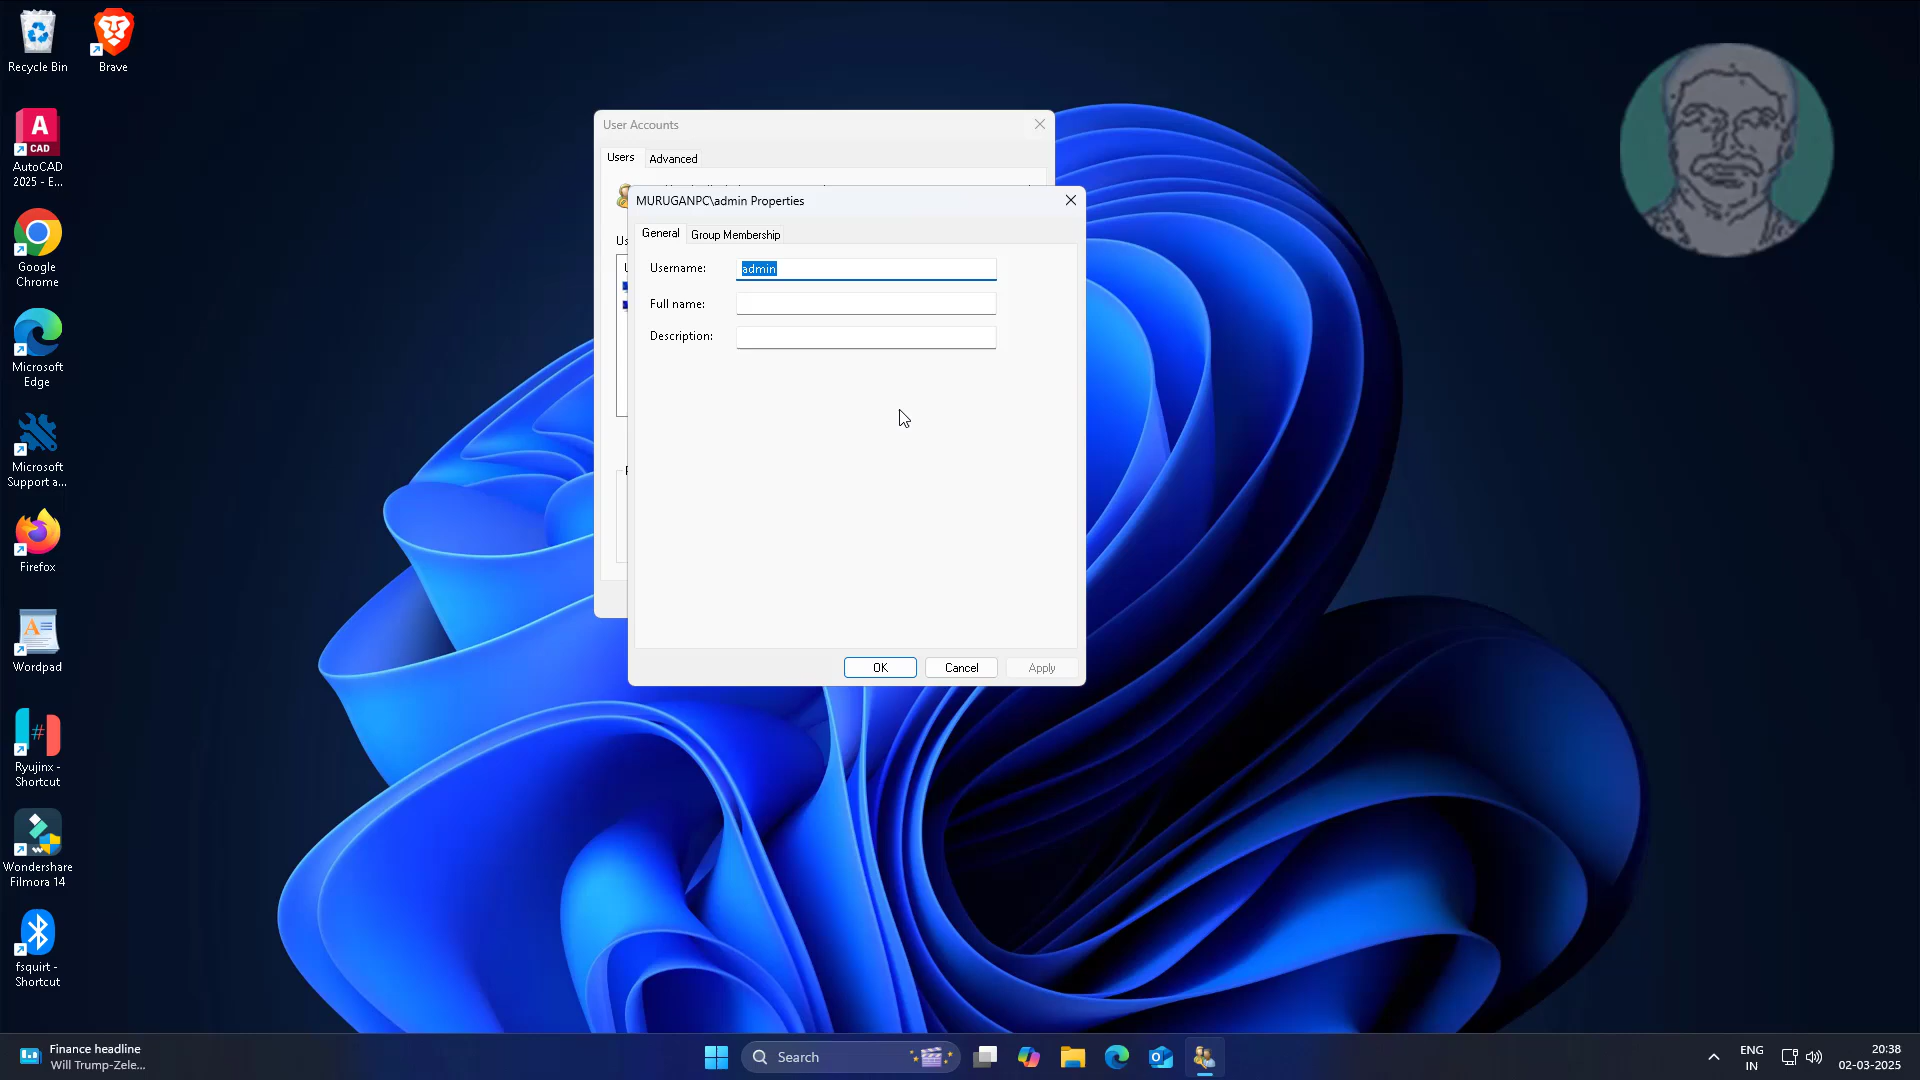 Recycle Bin
Brave
A
CAD
AutoCAD
2025 - E...
Google
Chrome
Microsoft
Edge
Microsoft
Support a...
Firefox
Wordpad
Ryujinx -
Shortcut
Wondershare
Filmora 14
fsquirt -
Shortcut
User Accounts
Users
Advanced
Us
MURUGANPC\admin Properties
General
Group Membership
Username:
admin
Full name:
Description:
OK
Cancel
Apply
Finance headline
Will Trump-Zele...
Search
ENG
IN
20:38
02-03-2025